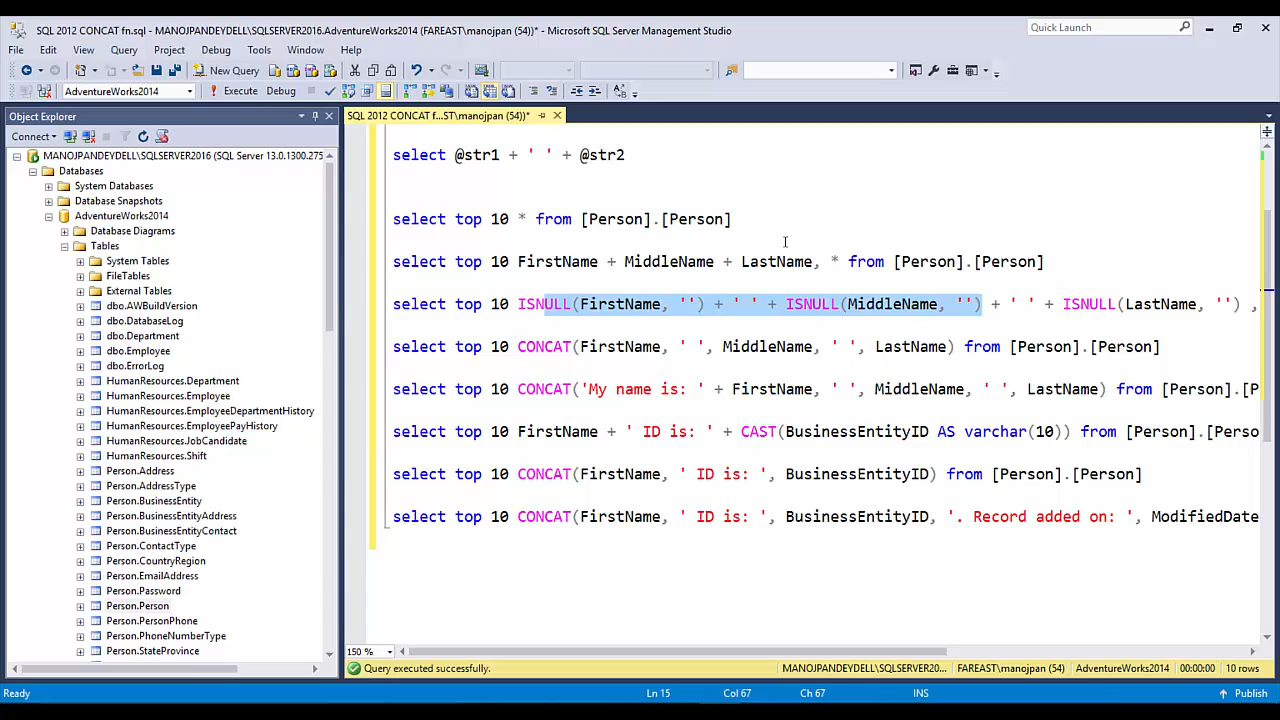 SQL 2012 CONCAT fn.sql - MANOJPANDEYDELL\SQLSERVER2016.AdventureWorks2014 (FAREAST\manojpan (54))* - Microsoft SQL Server Management Studio
Quick Launch
File Edit View Query Project Debug Tools Window Help
New Query
AdventureWorks2014 Execute Debug
Object Explorer
SQL 2012 CONCAT f...ST\manojpan (54))*
Connect
MANOJPANDEYDELL\SQLSERVER2016 (SQL Server 13.0.1300.275
Databases
System Databases
Database Snapshots
AdventureWorks2014
Database Diagrams
Tables
System Tables
FileTables
External Tables
dbo.AWBuildVersion
dbo.DatabaseLog
dbo.Department
dbo.Employee
dbo.ErrorLog
HumanResources.Department
HumanResources.Employee
HumanResources.EmployeeDepartmentHistory
HumanResources.EmployeePayHistory
HumanResources.JobCandidate
HumanResources.Shift
Person.Address
Person.AddressType
Person.BusinessEntity
Person.BusinessEntityAddress
Person.BusinessEntityContact
Person.ContactType
Person.CountryRegion
Person.EmailAddress
Person.Password
Person.Person
Person.PersonPhone
Person.PhoneNumberType
Person.StateProvince
select @str1 + ' ' + @str2
select top 10 * from [Person].[Person]
select top 10 FirstName + MiddleName + LastName, * from [Person].[Person]
select top 10 ISNULL(FirstName, '') + ' ' + ISNULL(MiddleName, '') + ' ' + ISNULL(LastName, '') ,
select top 10 CONCAT(FirstName, ' ', MiddleName, ' ', LastName) from [Person].[Person]
select top 10 CONCAT('My name is: ' + FirstName, ' ', MiddleName, ' ', LastName) from [Person].[P
select top 10 FirstName + ' ID is: ' + CAST(BusinessEntityID AS varchar(10)) from [Person].[Perso
select top 10 CONCAT(FirstName, ' ID is: ', BusinessEntityID) from [Person].[Person]
select top 10 CONCAT(FirstName, ' ID is: ', BusinessEntityID, '. Record added on: ', ModifiedDate
150 %
Query executed successfully. MANOJPANDEYDELL\SQLSERVER20... FAREAST\manojpan (54) AdventureWorks2014 00:00:00 10 rows
Ready Ln 15 Col 67 Ch 67 INS Publish